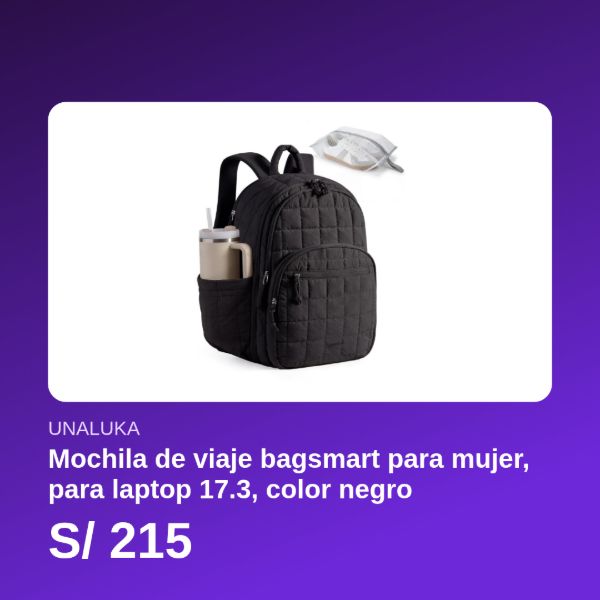 UNALUKA
Mochila de viaje bagsmart para mujer,
para laptop 17.3, color negro
S/ 215